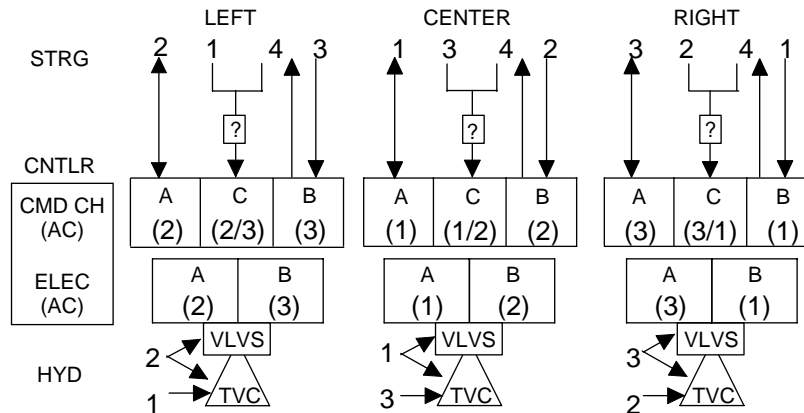 LEFT CENTER RIGHT
STRG 2 1 4 3 1 3 4 2 3 2 4 1
? ? ?
CNTLR
A C B A C B A C B
CMD CH (2) (2/3) (3) (1) (1/2) (2) (3) (3/1) (1)
(AC)
ELEC A B A B A B
(AC) (2) (3) (1) (2) (3) (1)
VLVS VLVS VLVS
2 1 3
HYD
1 TVC 3 TVC 2 TVC